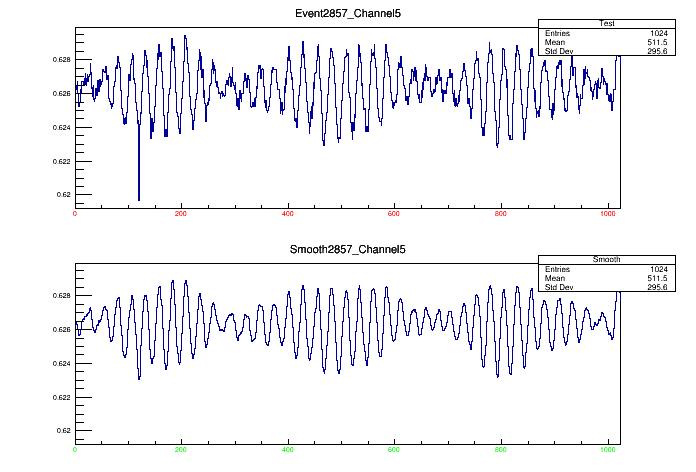 Event2857_Channel5
Test
Entries 1024
Mean 511.5
Std Dev 295.6
0.628
0.626
0.624
0.622
0.62
0 200 400 600 800 1000
Smooth2857_Channel5
Smooth
Entries 1024
Mean 511.5
Std Dev 295.6
0.628
0.626
0.624
0.622
0.62
0 200 400 600 800 1000